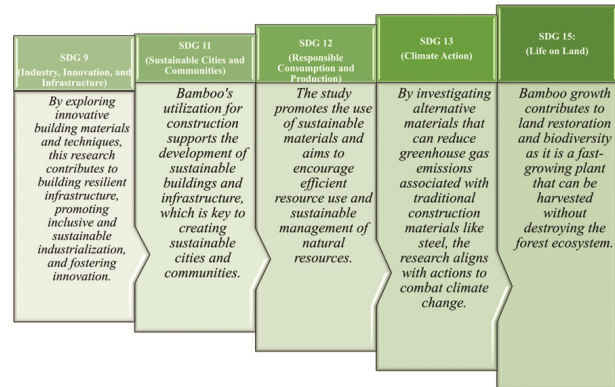 SDG 9
(Industry, Innovation, and
Infrastructure)
By exploring
innovative
building materials
and techniques,
this research
contributes to
building resilient
infrastructure,
promoting
inclusive and
sustainable
industrialization,
and fostering
innovation.
SDG 11
(Sustainable Cities and
Communities)
Bamboo's
utilization for
construction
supports the
development of
sustainable
buildings and
infrastructure,
which is key to
creating
sustainable
cities and
communities.
SDG 12
(Responsible
Consumption and
Production)
The study
promotes the use
of sustainable
materials and
aims to
encourage
efficient
resource use and
sustainable
management of
natural
resources.
SDG 13
(Climate Action)
By investigating
alternative
materials that
can reduce
greenhouse gas
emissions
associated with
traditional
construction
materials like
steel, the
research aligns
with actions to
combat climate
change.
SDG 15:
(Life on Land)
Bamboo growth
contributes to
land restoration
and biodiversity
as it is a fast-
growing plant
that can be
harvested
without
destroying the
forest ecosystem.